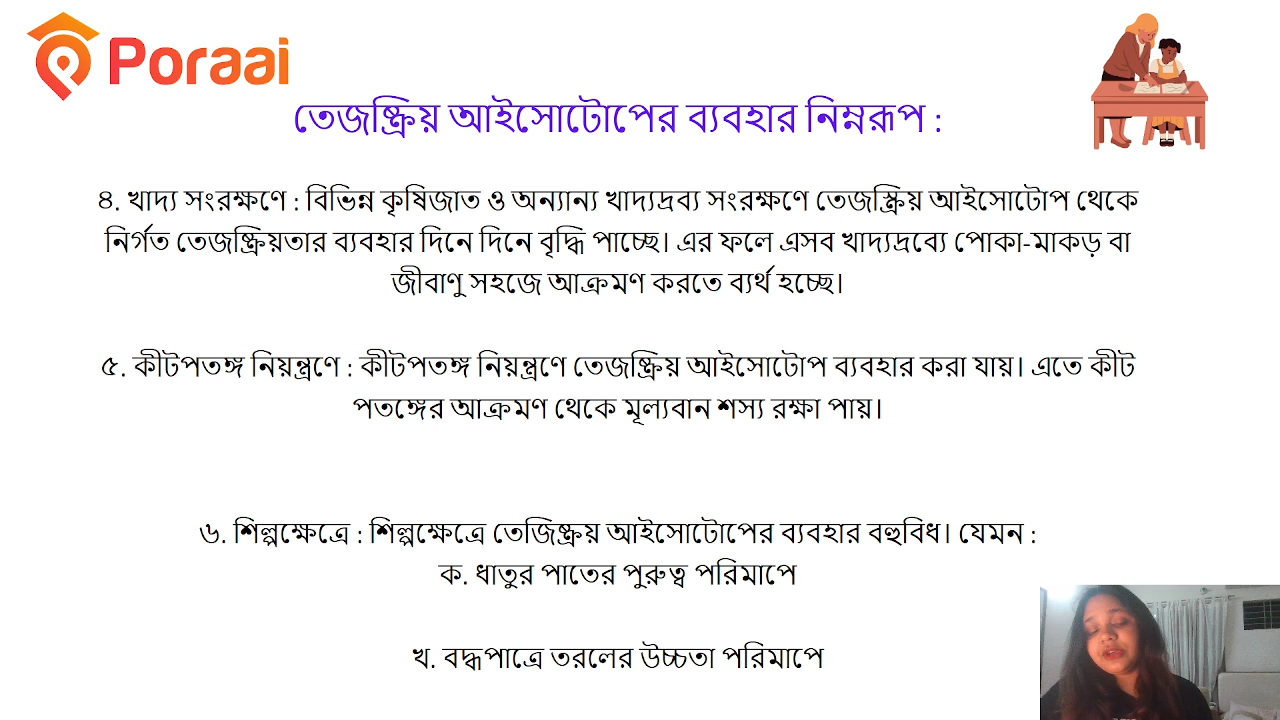 Poraai
তেজষ্ক্রিয় আইসোটোপের ব্যবহার নিম্নরূপ :
৪. খাদ্য সংরক্ষণে : বিভিন্ন কৃষিজাত ও অন্যান্য খাদ্যদ্রব্য সংরক্ষণে তেজস্ক্রিয় আইসোটোপ থেকে
নির্গত তেজষ্ক্রিয়তার ব্যবহার দিনে দিনে বৃদ্ধি পাচ্ছে। এর ফলে এসব খাদ্যদ্রব্যে পোকা-মাকড় বা
জীবাণু সহজে আক্রমণ করতে ব্যর্থ হচ্ছে।
৫. কীটপতঙ্গ নিয়ন্ত্রণে : কীটপতঙ্গ নিয়ন্ত্রণে তেজষ্ক্রিয় আইসোটোপ ব্যবহার করা যায়। এতে কীট
পতঙ্গের আক্রমণ থেকে মূল্যবান শস্য রক্ষা পায়।
৬. শিল্পক্ষেত্রে : শিল্পক্ষেত্রে তেজিষ্ক্রয় আইসোটোপের ব্যবহার বহুবিধ। যেমন :
ক. ধাতুর পাতের পুরুত্ব পরিমাপে
খ. বদ্ধপাত্রে তরলের উচ্চতা পরিমাপে